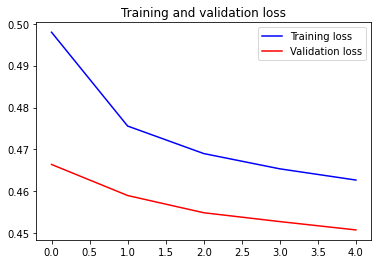 Training and validation loss
Training loss
Validation loss
0.50
0.49
0.48
0.47
0.46
0.45
0.0 0.5 1.0 1.5 2.0 2.5 3.0 3.5 4.0